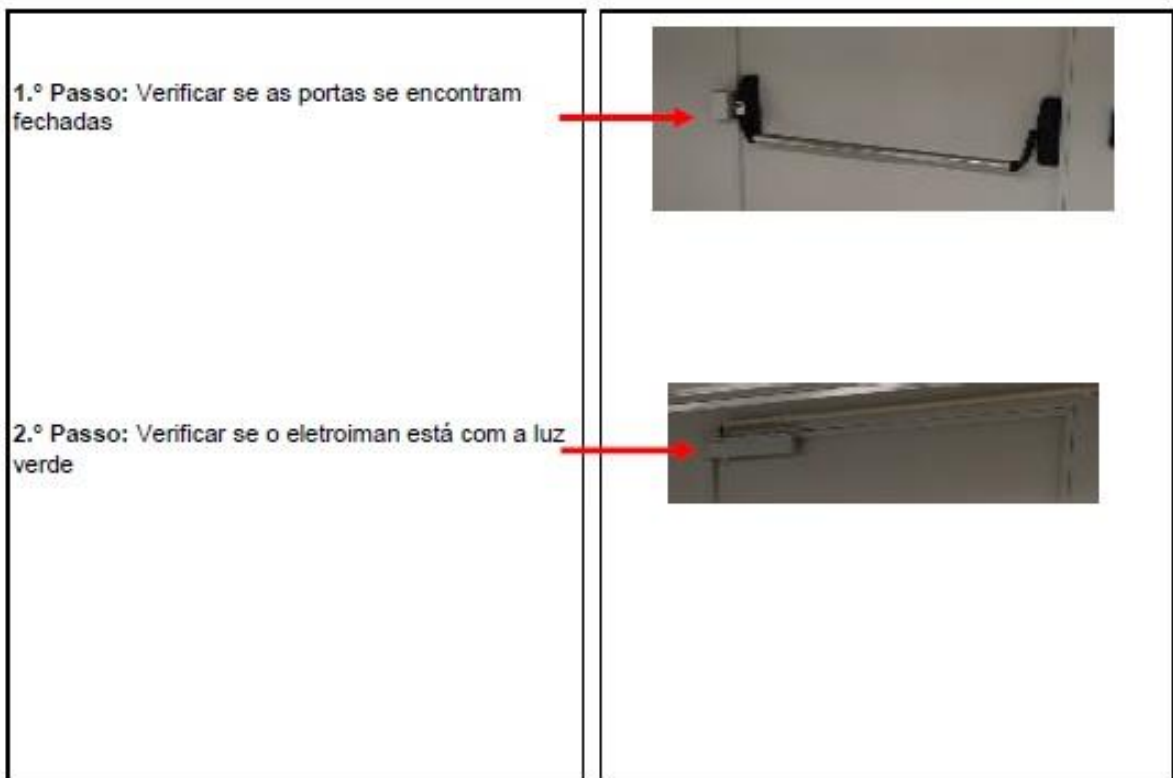 1.º Passo: Verificar se as portas se encontram
fechadas
2.º Passo: Verificar se o eletroiman está com a luz
verde